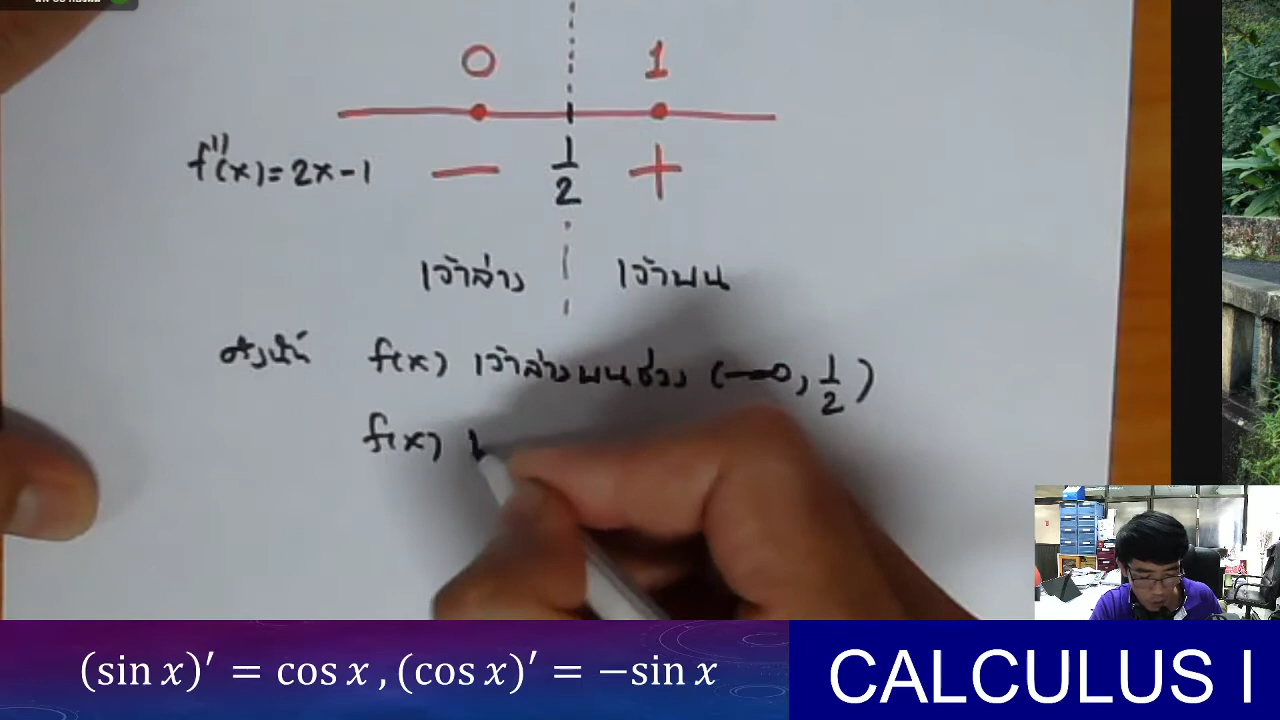 0 1
f''(x)=2x-1 — 1/2 +
เว้าล่าง เว้าบน
ดังนั้น f(x) เว้าล่างบนช่วง (-∞, 1/2)
f(x) เ
(sin x)′ = cos x , (cos x)′ = −sin x
CALCULUS I